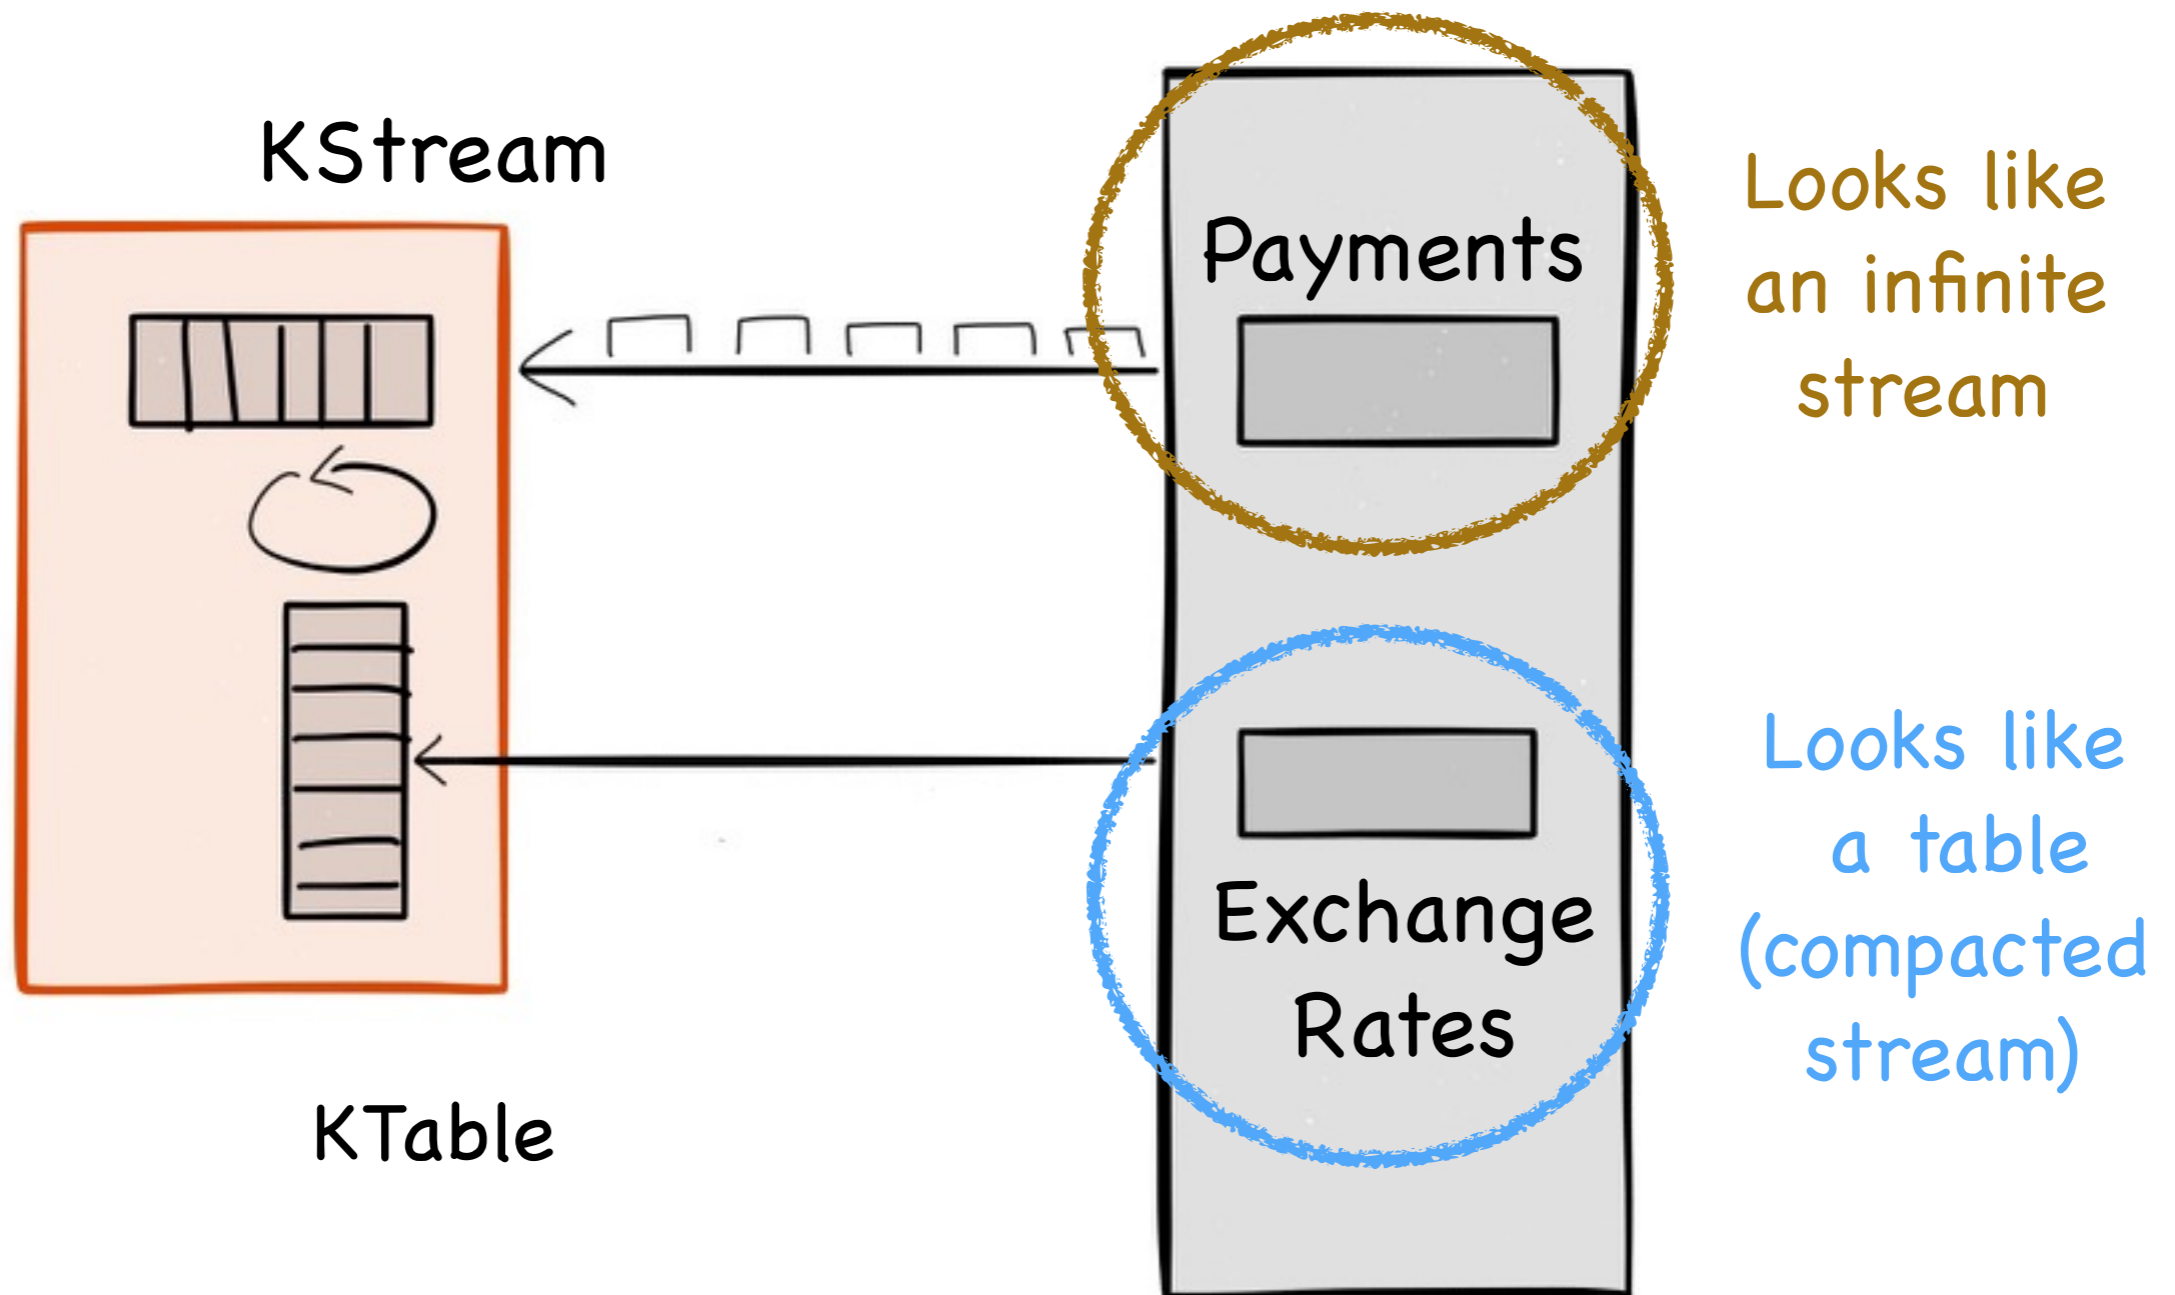 KStream
Payments
Looks like
an infinite
stream
Exchange
Rates
Looks like
a table
(compacted
stream)
KTable